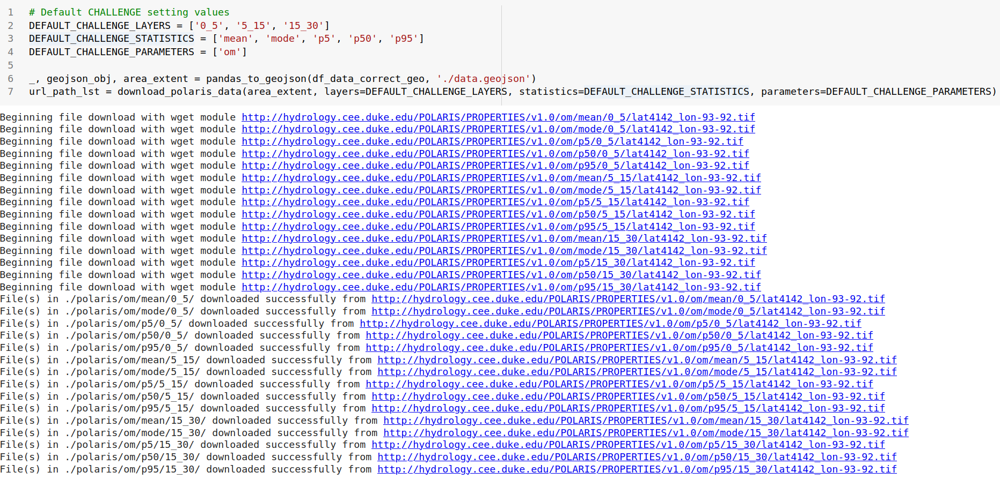 1 # Default CHALLENGE setting values
2 DEFAULT_CHALLENGE_LAYERS = ['0_5', '5_15', '15_30']
3 DEFAULT_CHALLENGE_STATISTICS = ['mean', 'mode', 'p5', 'p50', 'p95']
4 DEFAULT_CHALLENGE_PARAMETERS = ['om']
5
6 _, geojson_obj, area_extent = pandas_to_geojson(df_data_correct_geo, './data.geojson')
7 url_path_lst = download_polaris_data(area_extent, layers=DEFAULT_CHALLENGE_LAYERS, statistics=DEFAULT_CHALLENGE_STATISTICS, parameters=DEFAULT_CHALLENGE_PARAMETERS)
Beginning file download with wget module http://hydrology.cee.duke.edu/POLARIS/PROPERTIES/v1.0/om/mean/0_5/lat4142_lon-93-92.tif
Beginning file download with wget module http://hydrology.cee.duke.edu/POLARIS/PROPERTIES/v1.0/om/mode/0_5/lat4142_lon-93-92.tif
Beginning file download with wget module http://hydrology.cee.duke.edu/POLARIS/PROPERTIES/v1.0/om/p5/0_5/lat4142_lon-93-92.tif
Beginning file download with wget module http://hydrology.cee.duke.edu/POLARIS/PROPERTIES/v1.0/om/p50/0_5/lat4142_lon-93-92.tif
Beginning file download with wget module http://hydrology.cee.duke.edu/POLARIS/PROPERTIES/v1.0/om/p95/0_5/lat4142_lon-93-92.tif
Beginning file download with wget module http://hydrology.cee.duke.edu/POLARIS/PROPERTIES/v1.0/om/mean/5_15/lat4142_lon-93-92.tif
Beginning file download with wget module http://hydrology.cee.duke.edu/POLARIS/PROPERTIES/v1.0/om/mode/5_15/lat4142_lon-93-92.tif
Beginning file download with wget module http://hydrology.cee.duke.edu/POLARIS/PROPERTIES/v1.0/om/p5/5_15/lat4142_lon-93-92.tif
Beginning file download with wget module http://hydrology.cee.duke.edu/POLARIS/PROPERTIES/v1.0/om/p50/5_15/lat4142_lon-93-92.tif
Beginning file download with wget module http://hydrology.cee.duke.edu/POLARIS/PROPERTIES/v1.0/om/p95/5_15/lat4142_lon-93-92.tif
Beginning file download with wget module http://hydrology.cee.duke.edu/POLARIS/PROPERTIES/v1.0/om/mean/15_30/lat4142_lon-93-92.tif
Beginning file download with wget module http://hydrology.cee.duke.edu/POLARIS/PROPERTIES/v1.0/om/mode/15_30/lat4142_lon-93-92.tif
Beginning file download with wget module http://hydrology.cee.duke.edu/POLARIS/PROPERTIES/v1.0/om/p5/15_30/lat4142_lon-93-92.tif
Beginning file download with wget module http://hydrology.cee.duke.edu/POLARIS/PROPERTIES/v1.0/om/p50/15_30/lat4142_lon-93-92.tif
Beginning file download with wget module http://hydrology.cee.duke.edu/POLARIS/PROPERTIES/v1.0/om/p95/15_30/lat4142_lon-93-92.tif
File(s) in ./polaris/om/mean/0_5/ downloaded successfully from http://hydrology.cee.duke.edu/POLARIS/PROPERTIES/v1.0/om/mean/0_5/lat4142_lon-93-92.tif
File(s) in ./polaris/om/mode/0_5/ downloaded successfully from http://hydrology.cee.duke.edu/POLARIS/PROPERTIES/v1.0/om/mode/0_5/lat4142_lon-93-92.tif
File(s) in ./polaris/om/p5/0_5/ downloaded successfully from http://hydrology.cee.duke.edu/POLARIS/PROPERTIES/v1.0/om/p5/0_5/lat4142_lon-93-92.tif
File(s) in ./polaris/om/p50/0_5/ downloaded successfully from http://hydrology.cee.duke.edu/POLARIS/PROPERTIES/v1.0/om/p50/0_5/lat4142_lon-93-92.tif
File(s) in ./polaris/om/p95/0_5/ downloaded successfully from http://hydrology.cee.duke.edu/POLARIS/PROPERTIES/v1.0/om/p95/0_5/lat4142_lon-93-92.tif
File(s) in ./polaris/om/mean/5_15/ downloaded successfully from http://hydrology.cee.duke.edu/POLARIS/PROPERTIES/v1.0/om/mean/5_15/lat4142_lon-93-92.tif
File(s) in ./polaris/om/mode/5_15/ downloaded successfully from http://hydrology.cee.duke.edu/POLARIS/PROPERTIES/v1.0/om/mode/5_15/lat4142_lon-93-92.tif
File(s) in ./polaris/om/p5/5_15/ downloaded successfully from http://hydrology.cee.duke.edu/POLARIS/PROPERTIES/v1.0/om/p5/5_15/lat4142_lon-93-92.tif
File(s) in ./polaris/om/p50/5_15/ downloaded successfully from http://hydrology.cee.duke.edu/POLARIS/PROPERTIES/v1.0/om/p50/5_15/lat4142_lon-93-92.tif
File(s) in ./polaris/om/p95/5_15/ downloaded successfully from http://hydrology.cee.duke.edu/POLARIS/PROPERTIES/v1.0/om/p95/5_15/lat4142_lon-93-92.tif
File(s) in ./polaris/om/mean/15_30/ downloaded successfully from http://hydrology.cee.duke.edu/POLARIS/PROPERTIES/v1.0/om/mean/15_30/lat4142_lon-93-92.tif
File(s) in ./polaris/om/mode/15_30/ downloaded successfully from http://hydrology.cee.duke.edu/POLARIS/PROPERTIES/v1.0/om/mode/15_30/lat4142_lon-93-92.tif
File(s) in ./polaris/om/p5/15_30/ downloaded successfully from http://hydrology.cee.duke.edu/POLARIS/PROPERTIES/v1.0/om/p5/15_30/lat4142_lon-93-92.tif
File(s) in ./polaris/om/p50/15_30/ downloaded successfully from http://hydrology.cee.duke.edu/POLARIS/PROPERTIES/v1.0/om/p50/15_30/lat4142_lon-93-92.tif
File(s) in ./polaris/om/p95/15_30/ downloaded successfully from http://hydrology.cee.duke.edu/POLARIS/PROPERTIES/v1.0/om/p95/15_30/lat4142_lon-93-92.tif